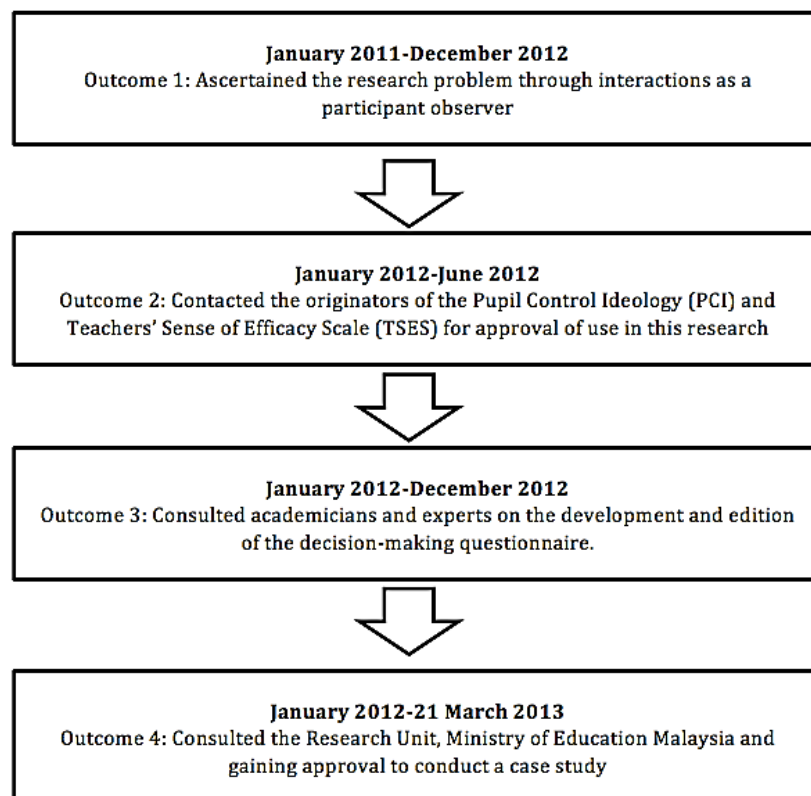 January 2011-December 2012
Outcome 1: Ascertained the research problem through interactions as a
participant observer
January 2012-June 2012
Outcome 2: Contacted the originators of the Pupil Control Ideology (PCI) and
Teachers' Sense of Efficacy Scale (TSES) for approval of use in this research
January 2012-December 2012
Outcome 3: Consulted academicians and experts on the development and edition
of the decision-making questionnaire.
January 2012-21 March 2013
Outcome 4: Consulted the Research Unit, Ministry of Education Malaysia and
gaining approval to conduct a case study